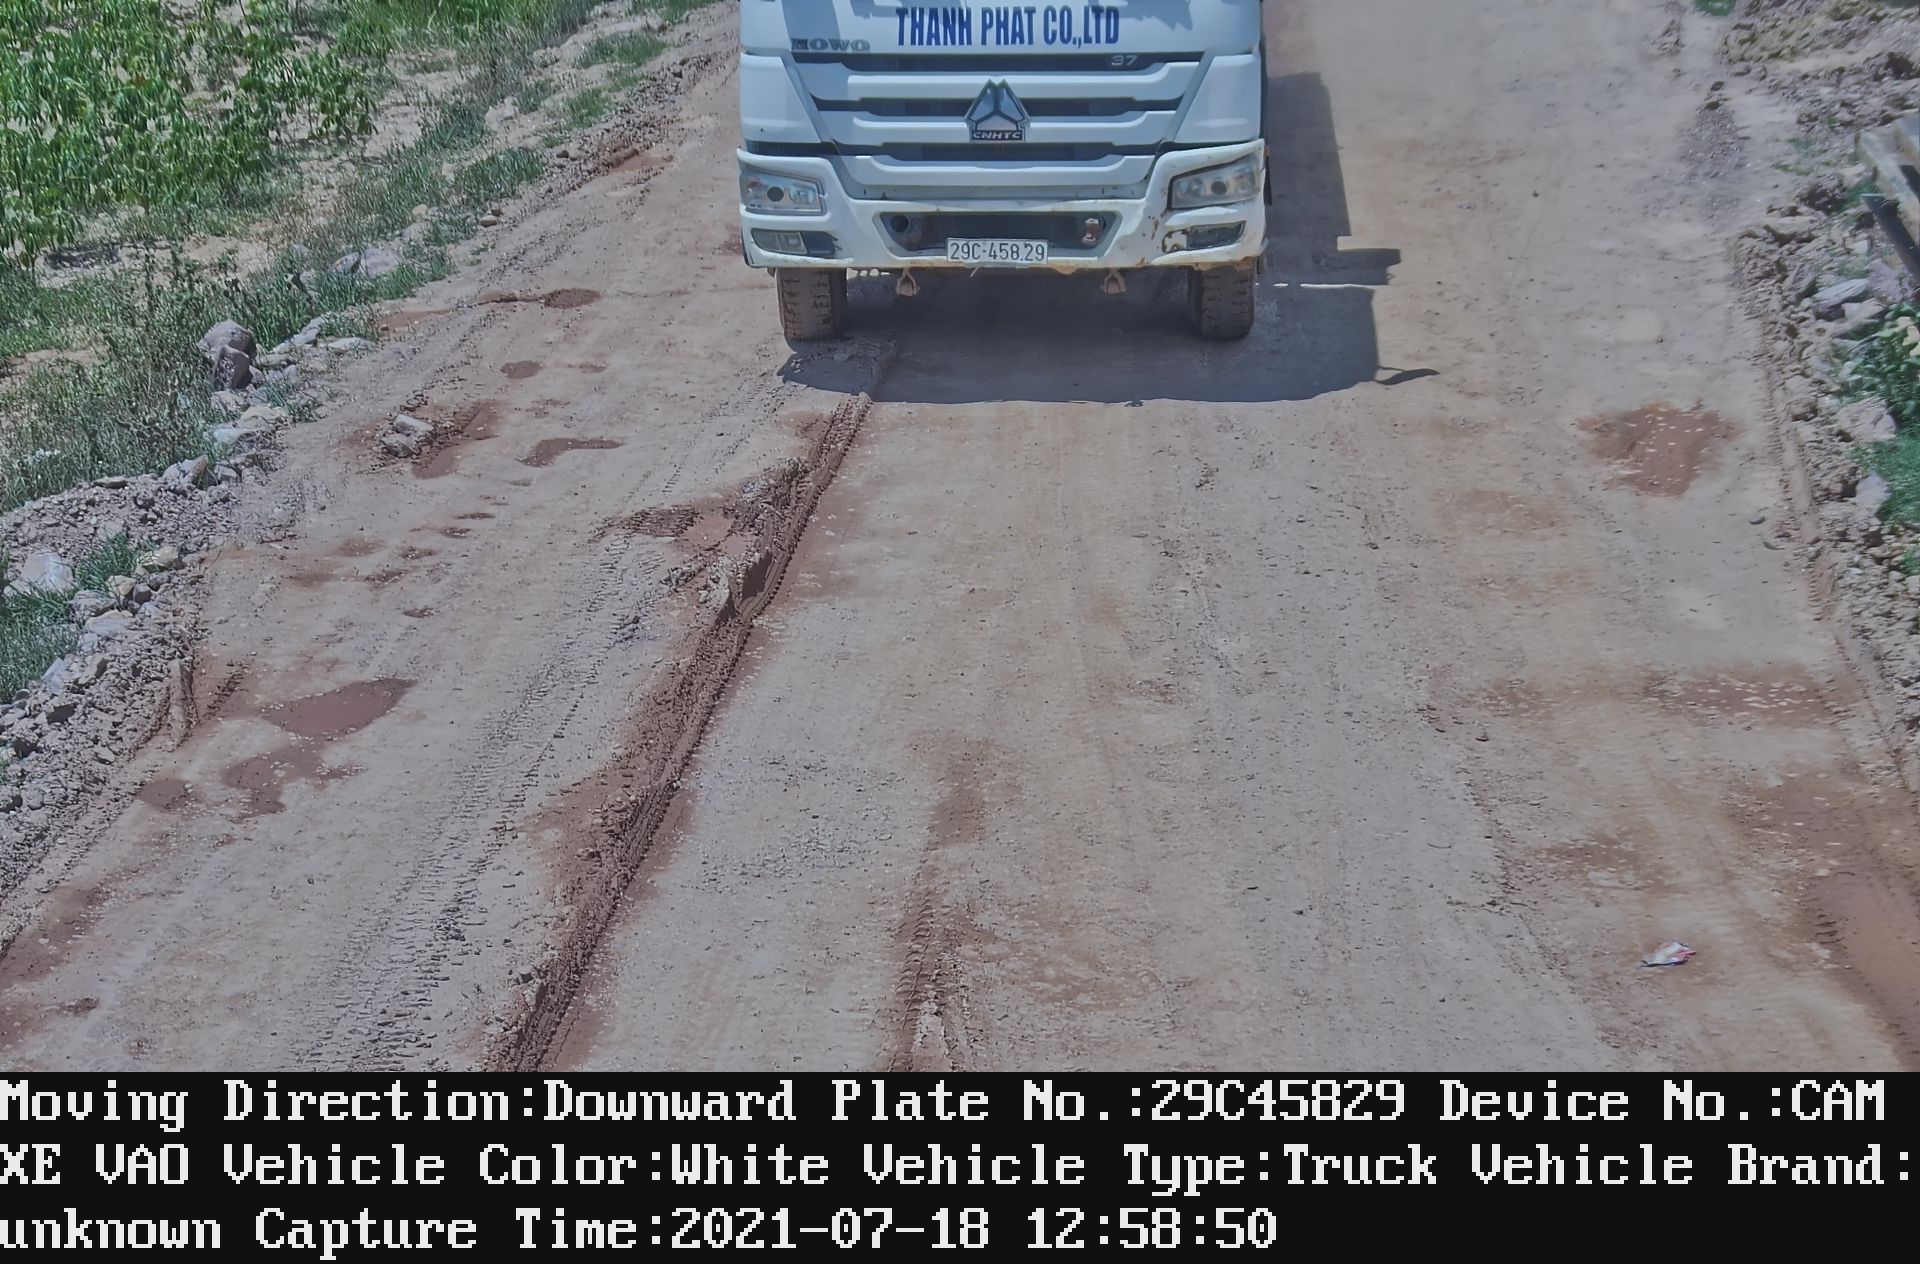 THANH PHAT CO.,LTD
HOWO
37
CNHTC
29C-458.29
Moving Direction:Downward Plate No.:29C45829 Device No.:CAM
XE VAO Vehicle Color:White Vehicle Type:Truck Vehicle Brand:
unknown Capture Time:2021-07-18 12:58:50